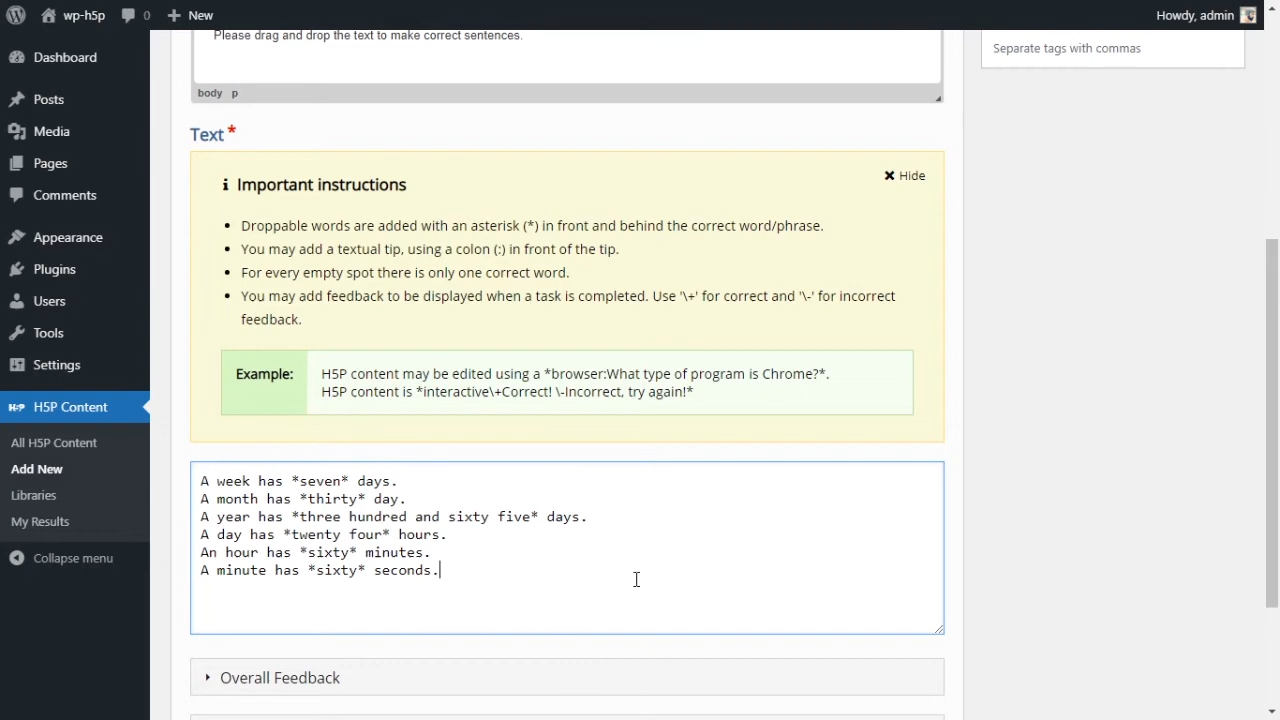 wp-h5p
0
New
Howdy, admin
Dashboard
Posts
Media
Pages
Comments
Appearance
Plugins
Users
Tools
Settings
H5P Content
All H5P Content
Add New
Libraries
My Results
Collapse menu
Please drag and drop the text to make correct sentences.
body p
Text *
Important instructions
Hide
Droppable words are added with an asterisk (*) in front and behind the correct word/phrase.
You may add a textual tip, using a colon (:) in front of the tip.
For every empty spot there is only one correct word.
You may add feedback to be displayed when a task is completed. Use '\+' for correct and '\-' for incorrect
feedback.
Example:
H5P content may be edited using a *browser:What type of program is Chrome?*.
H5P content is *interactive\+Correct! \-Incorrect, try again!*
A week has *seven* days.
A month has *thirty* day.
A year has *three hundred and sixty five* days.
A day has *twenty four* hours.
An hour has *sixty* minutes.
A minute has *sixty* seconds.
Overall Feedback
Separate tags with commas